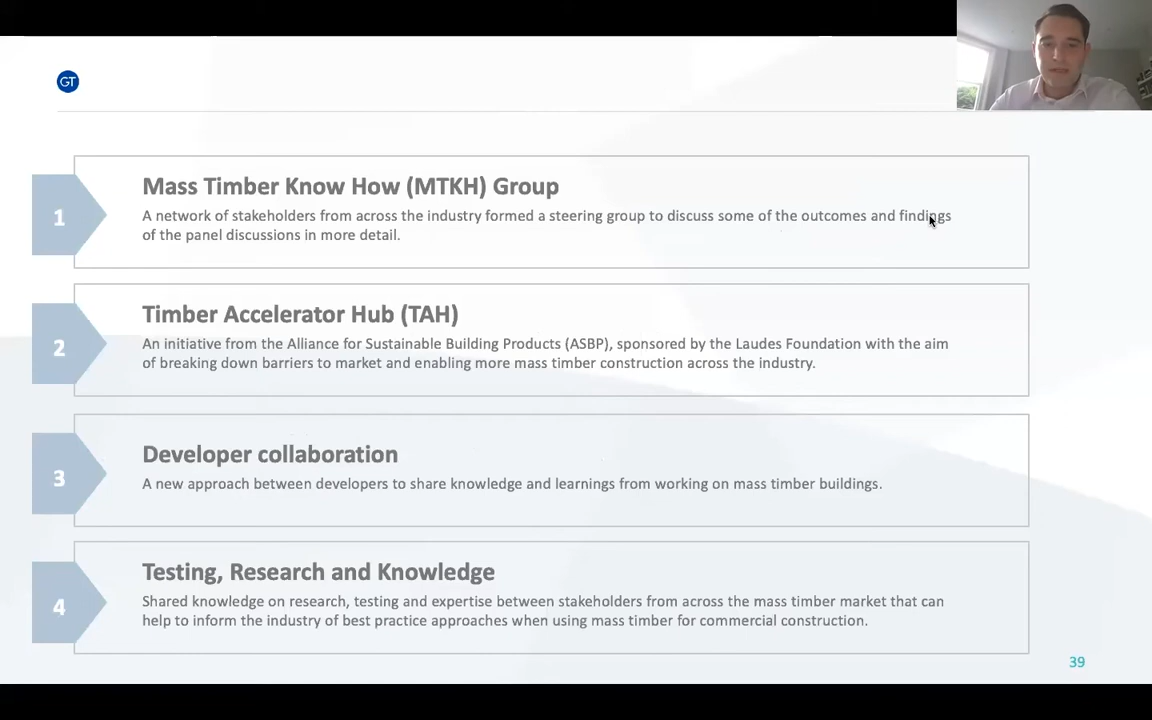 GT
1
Mass Timber Know How (MTKH) Group
A network of stakeholders from across the industry formed a steering group to discuss some of the outcomes and findings
of the panel discussions in more detail.
2
Timber Accelerator Hub (TAH)
An initiative from the Alliance for Sustainable Building Products (ASBP), sponsored by the Laudes Foundation with the aim
of breaking down barriers to market and enabling more mass timber construction across the industry.
3
Developer collaboration
A new approach between developers to share knowledge and learnings from working on mass timber buildings.
4
Testing, Research and Knowledge
Shared knowledge on research, testing and expertise between stakeholders from across the mass timber market that can
help to inform the industry of best practice approaches when using mass timber for commercial construction.
39